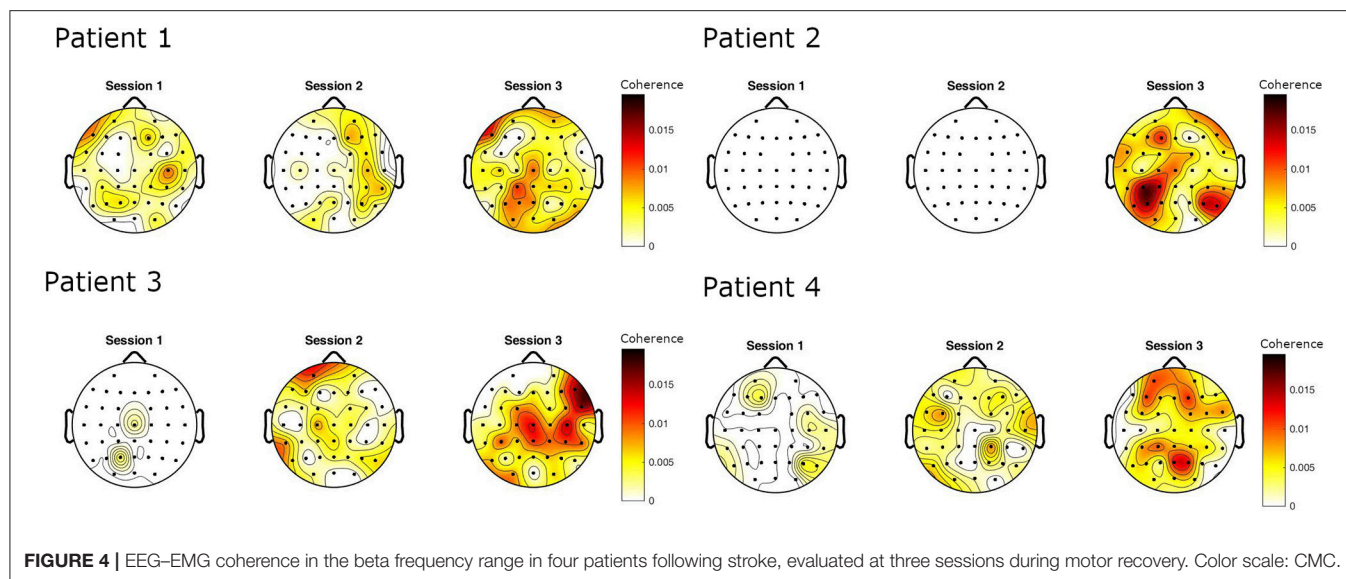 Patient 1
Patient 2
Session 1
Session 2
Session 3
Coherence
0.015
0.01
0.005
0
Session 1
Session 2
Session 3
Coherence
0.015
0.01
0.005
0
Patient 3
Patient 4
Session 1
Session 2
Session 3
Coherence
0.015
0.01
0.005
0
Session 1
Session 2
Session 3
Coherence
0.015
0.01
0.005
0
FIGURE 4 | EEG–EMG coherence in the beta frequency range in four patients following stroke, evaluated at three sessions during motor recovery. Color scale: CMC.